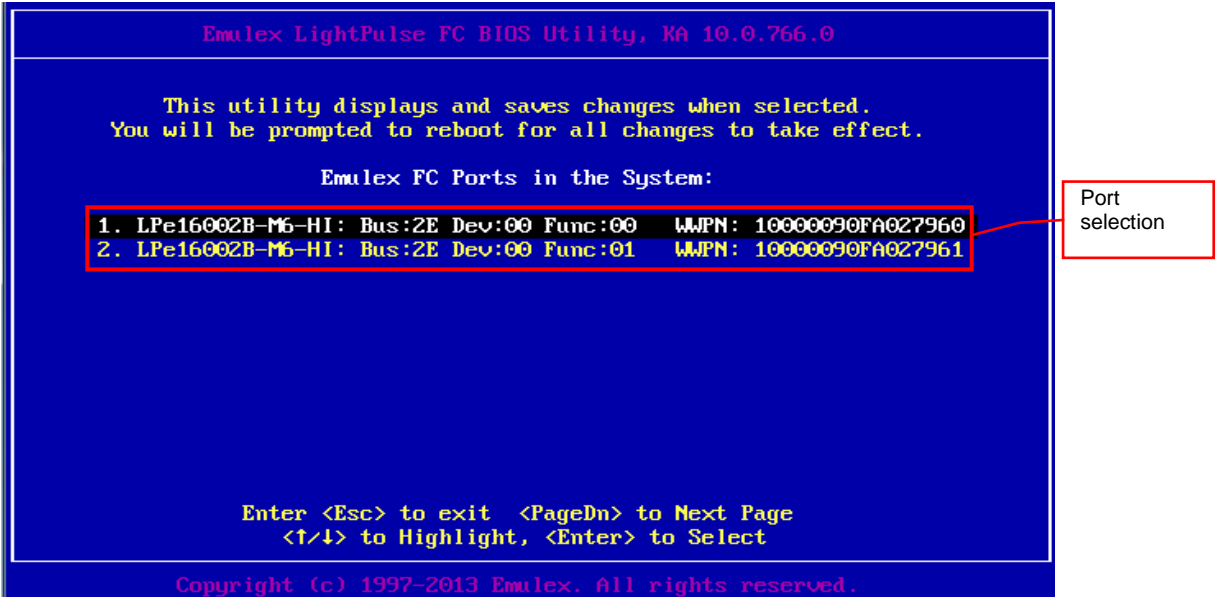 Emulex LightPulse FC BIOS Utility, KA 10.0.766.0
This utility displays and saves changes when selected.
You will be prompted to reboot for all changes to take effect.
Emulex FC Ports in the System:
1. LPe16002B-M6-HI: Bus:2E Dev:00 Func:00 WWPN: 10000090FA027960
2. LPe16002B-M6-HI: Bus:2E Dev:00 Func:01 WWPN: 10000090FA027961
Port
selection
Enter <Esc> to exit <PageDn> to Next Page
<↑/↓> to Highlight, <Enter> to Select
Copyright (c) 1997-2013 Emulex. All rights reserved.